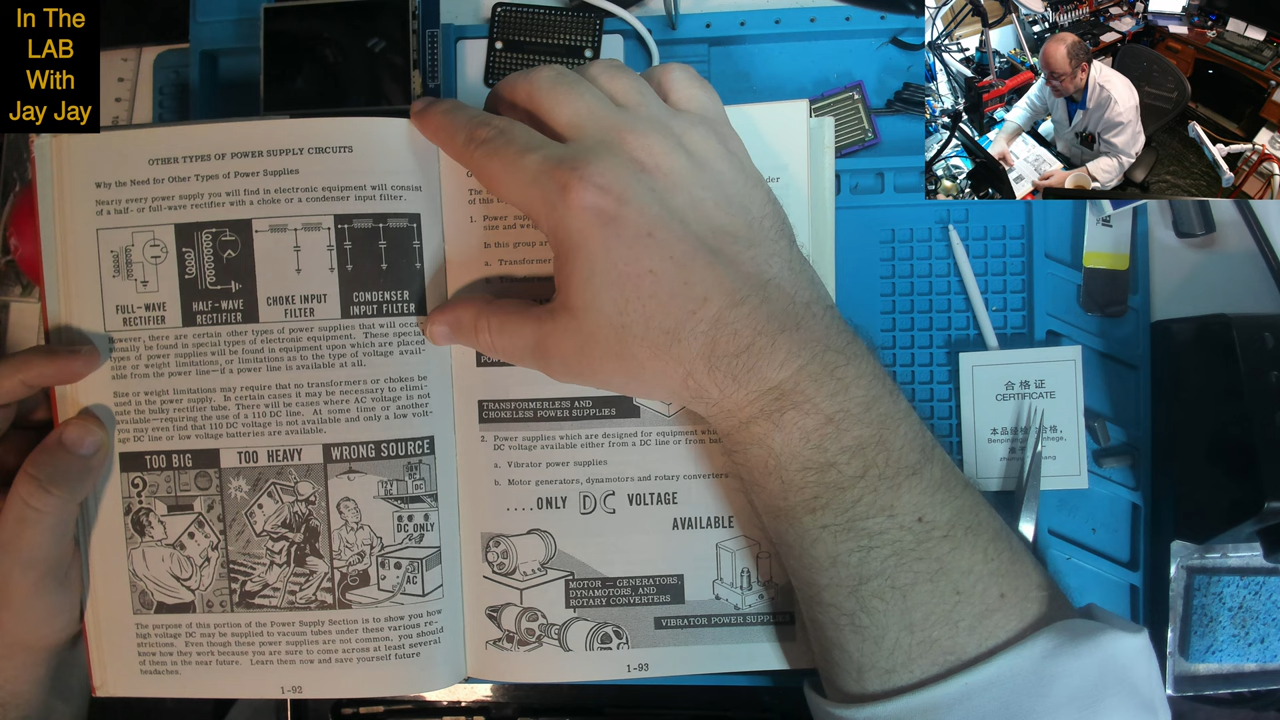 In The
LAB
With
Jay Jay
OTHER TYPES OF POWER SUPPLY CIRCUITS
Why the Need for Other Types of Power Supplies
Nearly every power supply you will find in electronic equipment will consist
of a half- or full-wave rectifier with a choke or a condenser input filter.
FULL-WAVE
RECTIFIER
HALF-WAVE
RECTIFIER
CHOKE INPUT
FILTER
CONDENSER
INPUT FILTER
However, there are certain other types of power supplies that will occa-
sionally be found in special types of electronic equipment. These special
types of power supplies will be found in equipment upon which are placed
size or weight limitations, or limitations as to the type of voltage avail-
able from the power line—if a power line is available at all.
Size or weight limitations may require that no transformers or chokes be
used in the power supply. In certain cases it may be necessary to elimi-
nate the bulky rectifier tube. There will be cases where AC voltage is not
available—requiring the use of a 110 DC line. At some time or another
you may even find that 110 DC voltage is not available and only a low volt-
age DC line or low voltage batteries are available.
TOO BIG
TOO HEAVY
WRONG SOURCE
?
12V
DC
DC
DC ONLY
AC
The purpose of this portion of the Power Supply Section is to show you how
high voltage DC may be supplied to vacuum tubes under these various re-
strictions. Even though these power supplies are not common, you should
know how they work because you are sure to come across at least several
of them in the near future. Learn them now and save yourself future
headaches.
1-92
The
of this
1. Power
size and
In this group
a. Transformer
b.
TRANSFORMERLESS AND
CHOKELESS POWER SUPPLIES
2. Power supplies which are designed for equipment
DC voltage available either from a DC line or from
a. Vibrator power supplies
b. Motor generators, dynamotors and rotary converters
....ONLY DC VOLTAGE
AVAILABLE
MOTOR — GENERATORS,
DYNAMOTORS, AND
ROTARY CONVERTERS
VIBRATOR POWER SUPPLIES
1-93
合格证
CERTIFICATE
本品经检 合格,
准予